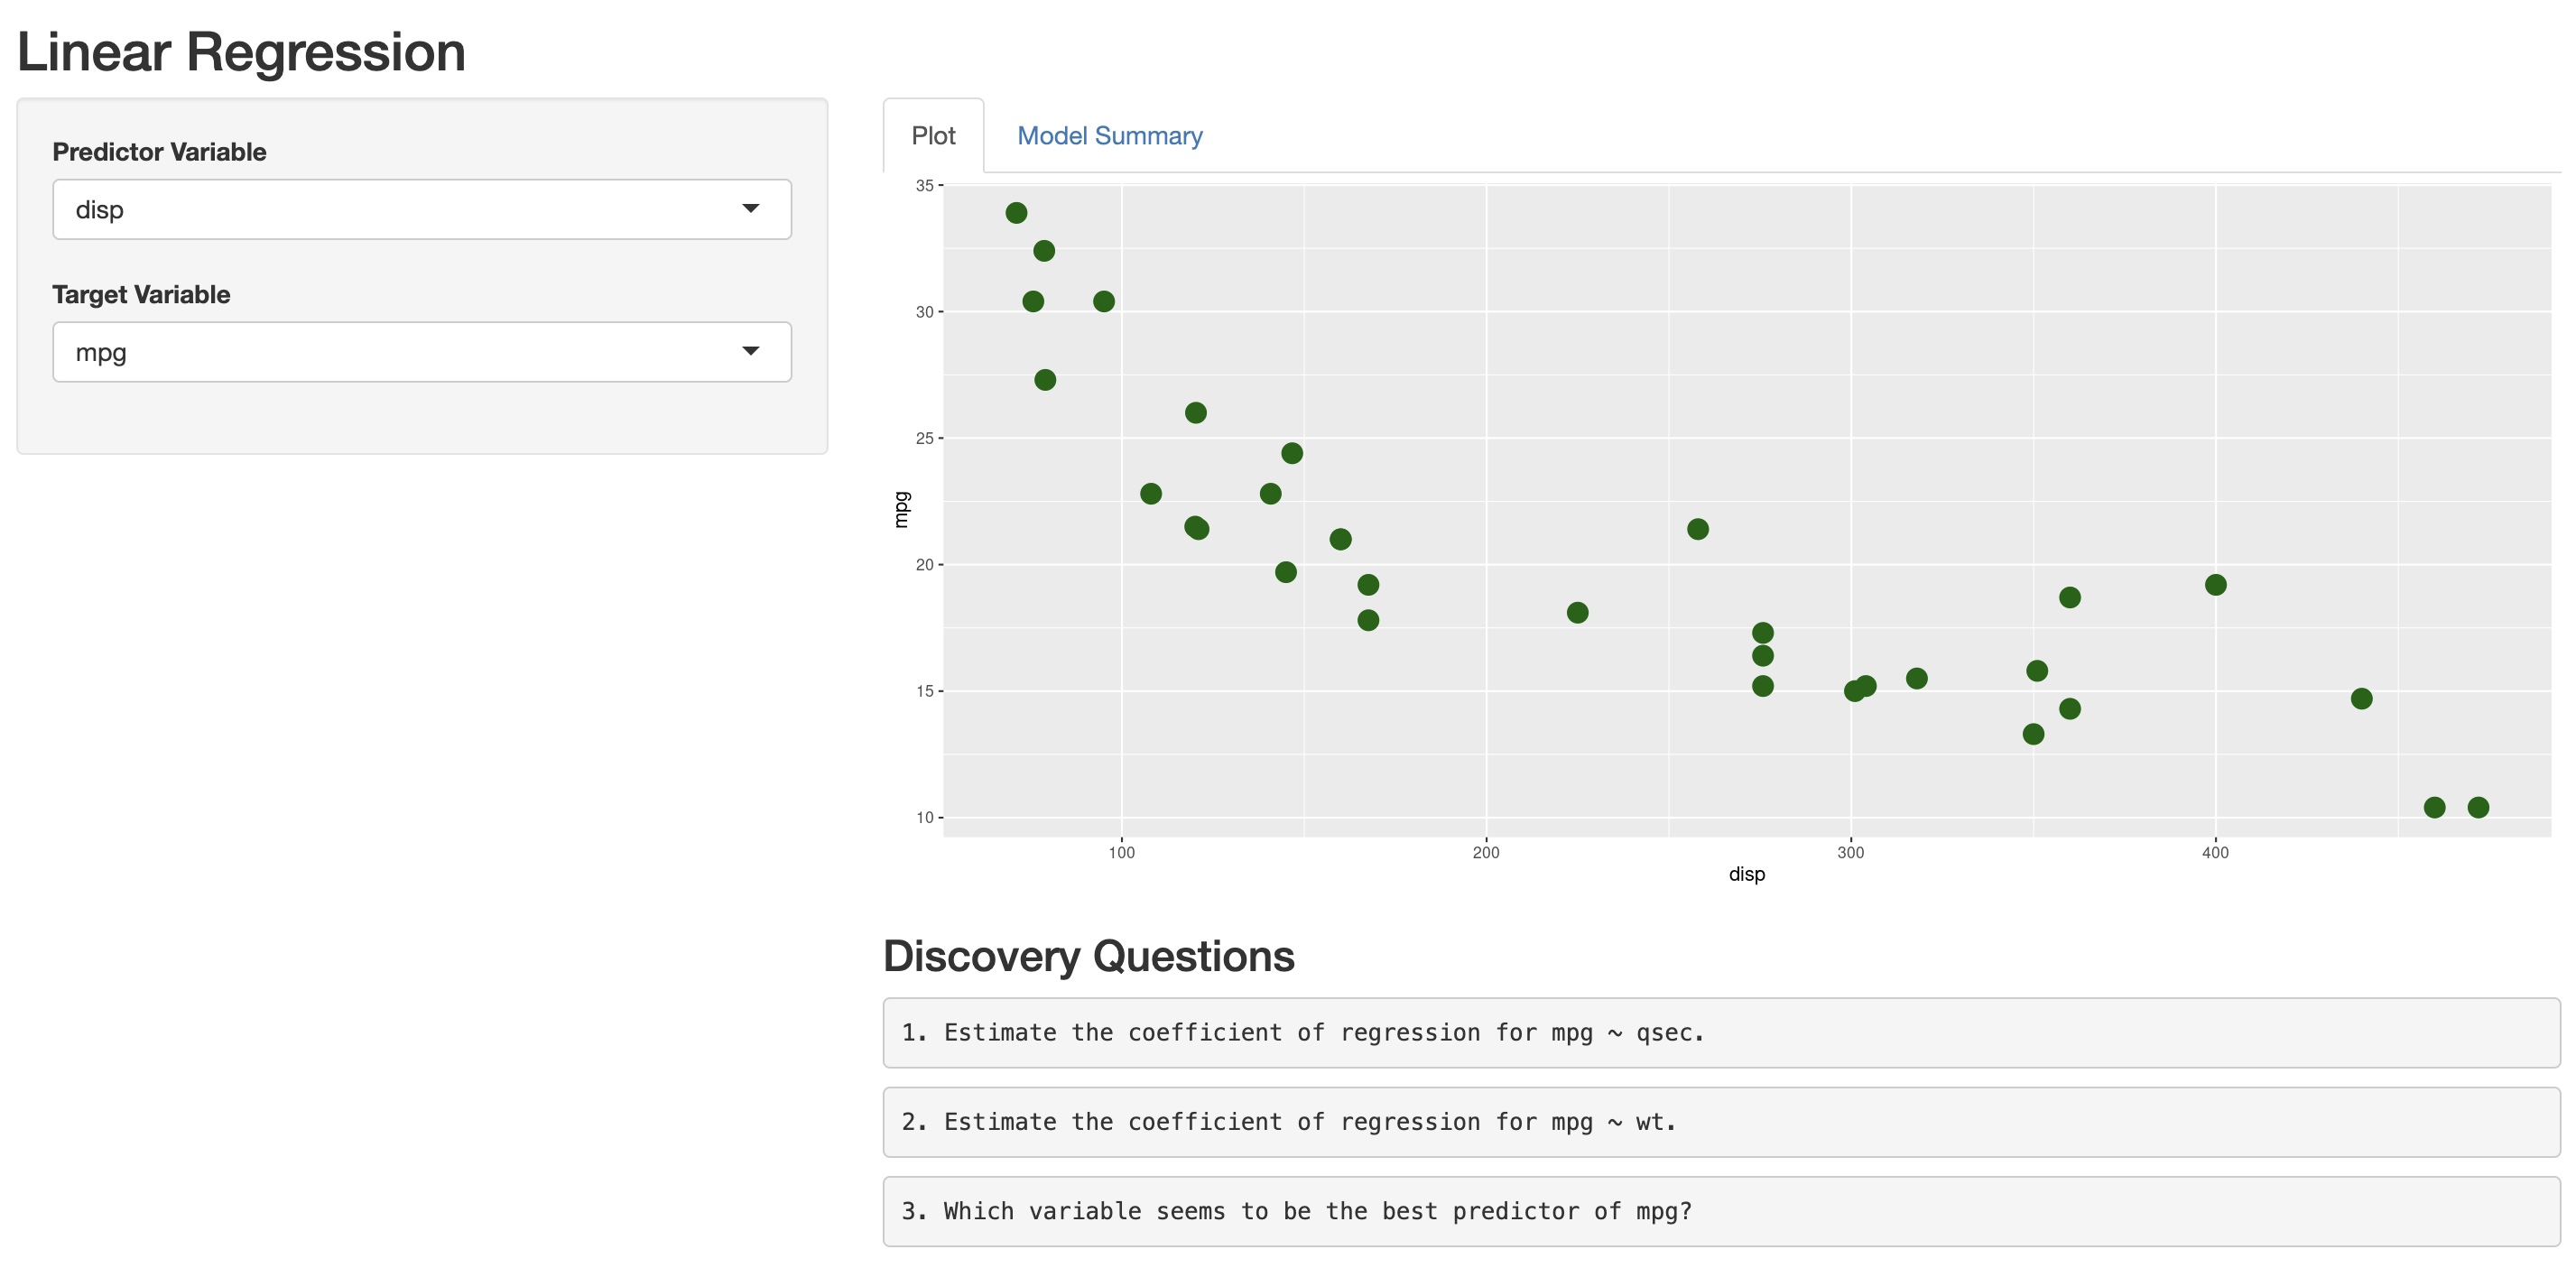 Linear Regression
Predictor Variable
disp
Target Variable
mpg
Plot
Model Summary
35
30
25
20
15
10
mpg
100
200
300
400
disp
Discovery Questions
1. Estimate the coefficient of regression for mpg ~ qsec.
2. Estimate the coefficient of regression for mpg ~ wt.
3. Which variable seems to be the best predictor of mpg?